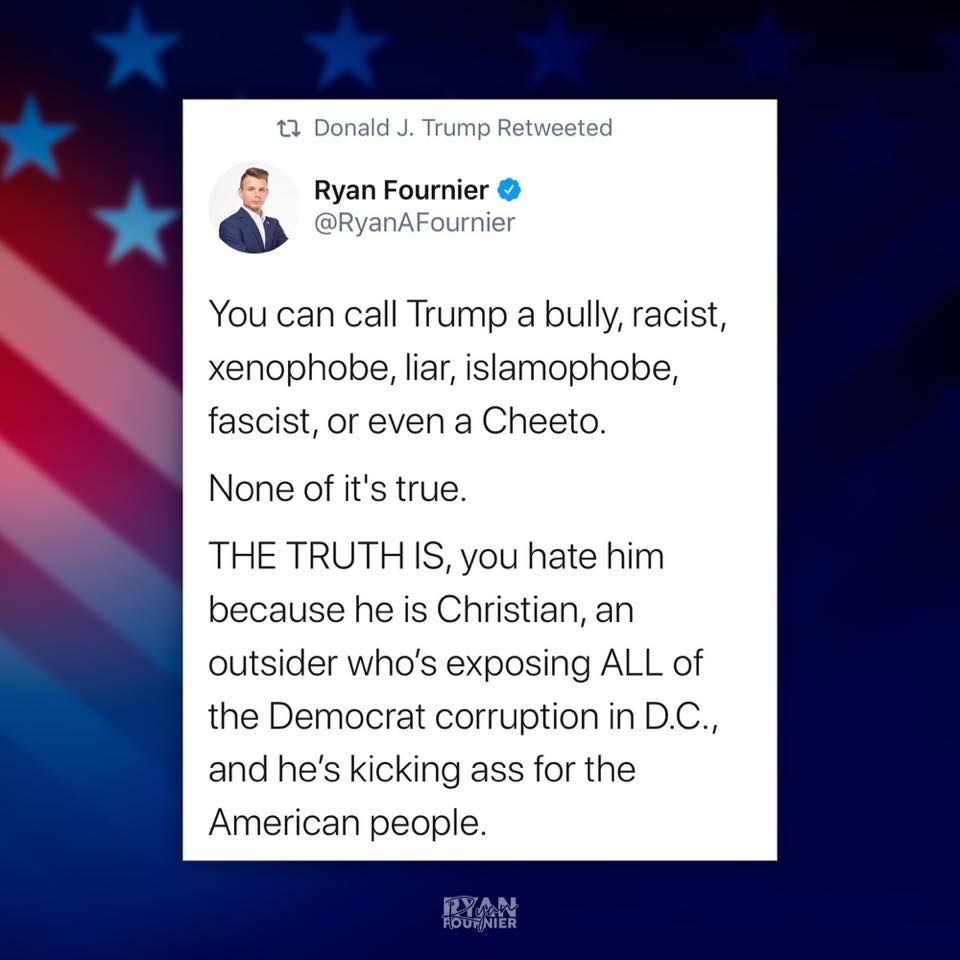 Donald J. Trump Retweeted
Ryan Fournier
@RyanAFournier
You can call Trump a bully, racist,
xenophobe, liar, islamophobe,
fascist, or even a Cheeto.
None of it's true.
THE TRUTH IS, you hate him
because he is Christian, an
outsider who’s exposing ALL of
the Democrat corruption in D.C.,
and he’s kicking ass for the
American people.
RYAN
Ryan
FOURNIER